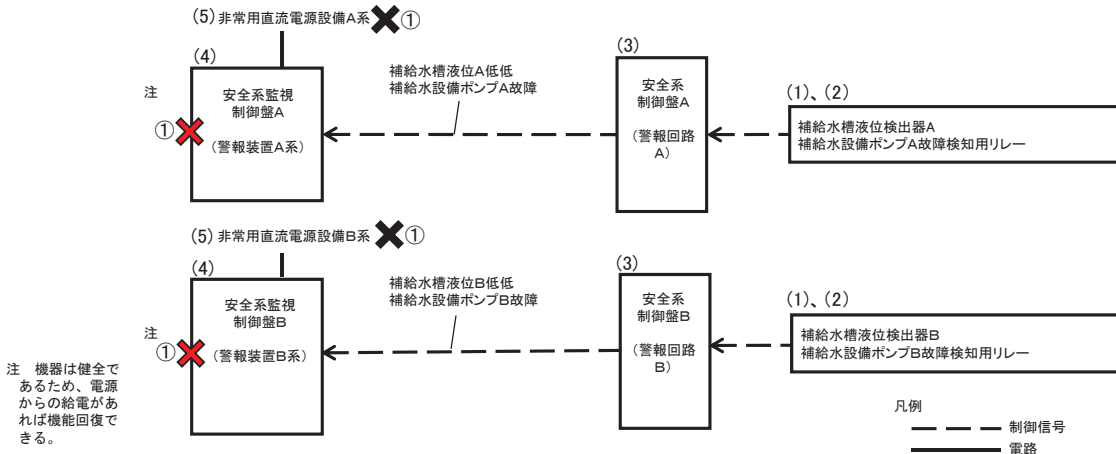 (5) 非常用直流電源設備A系 ①
(4)
注
①
安全系監視
制御盤A
（警報装置A系）
補給水槽液位A低低
補給水設備ポンプA故障
(3)
安全系
制御盤A
（警報回路
A）
(1)、(2)
補給水槽液位検出器A
補給水設備ポンプA故障検知用リレー
(5) 非常用直流電源設備B系 ①
(4)
注
①
安全系監視
制御盤B
（警報装置B系）
補給水槽液位B低低
補給水設備ポンプB故障
(3)
安全系
制御盤B
（警報回路
B）
(1)、(2)
補給水槽液位検出器B
補給水設備ポンプB故障検知用リレー
注　機器は健全で
あるため、電源
からの給電があ
れば機能回復で
きる。
凡例
制御信号
電路